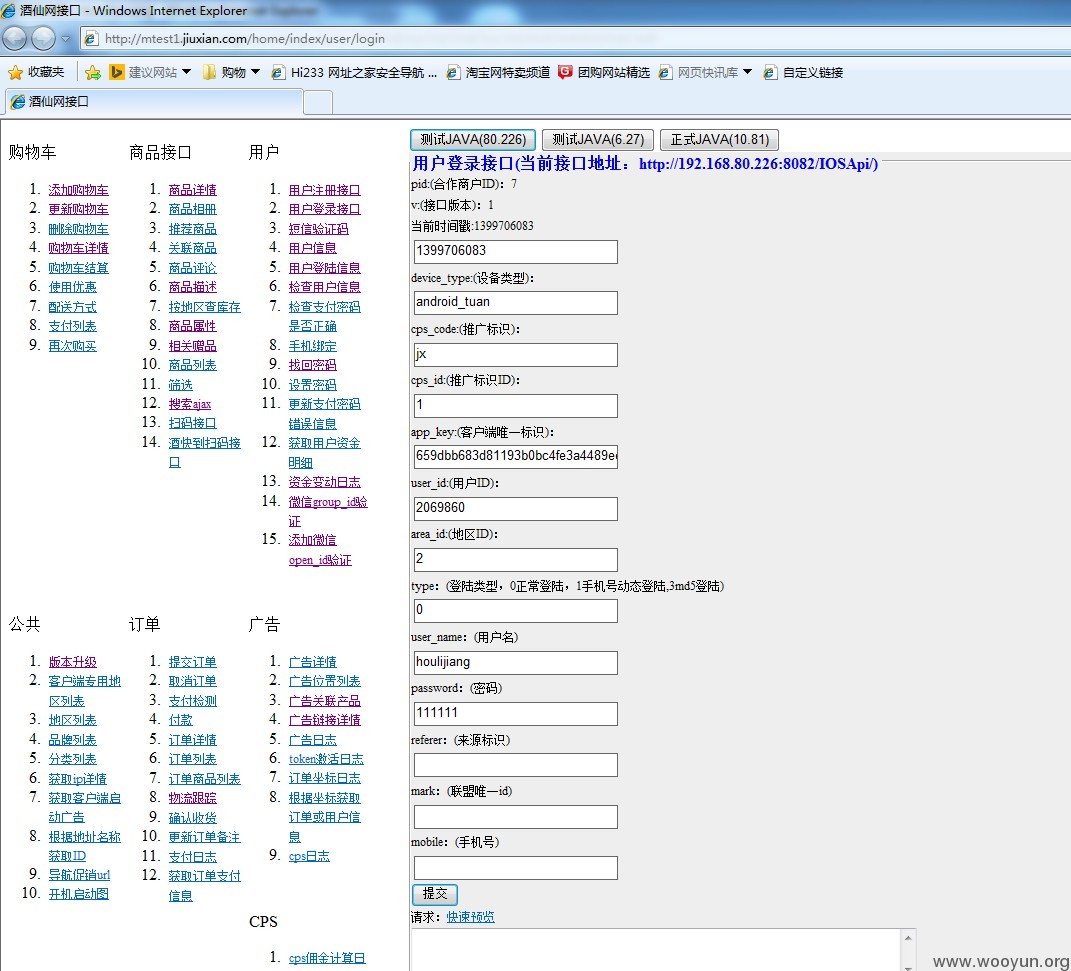 酒仙网接口 - Windows Internet Explorer
http://mtest1.jiuxian.com/home/index/user/login
收藏夹 建议网站 购物 Hi233 网址之家安全导航 ... 淘宝网特卖频道 团购网站精选 网页快讯库 自定义链接
酒仙网接口
购物车
1. 添加购物车
2. 更新购物车
3. 删除购物车
4. 购物车详情
5. 购物车结算
6. 使用优惠
7. 配送方式
8. 支付列表
9. 再次购买
商品接口
1. 商品详情
2. 商品相册
3. 推荐商品
4. 关联商品
5. 商品评论
6. 商品描述
7. 按地区查库存
8. 商品属性
9. 相关赠品
10. 商品列表
11. 筛选
12. 搜索ajax
13. 扫码接口
14. 酒快到扫码接
口
用户
1. 用户注册接口
2. 用户登录接口
3. 短信验证码
4. 用户信息
5. 用户登陆信息
6. 检查用户信息
7. 检查支付密码
是否正确
8. 手机绑定
9. 找回密码
10. 设置密码
11. 更新支付密码
错误信息
12. 获取用户资金
明细
13. 资金变动日志
14. 微信group_id验
证
15. 添加微信
open_id验证
公共
1. 版本升级
2. 客户端专用地
区列表
3. 地区列表
4. 品牌列表
5. 分类列表
6. 获取ip详情
7. 获取客户端启
动广告
8. 根据地址名称
获取ID
9. 导航促销url
10. 开机启动图
订单
1. 提交订单
2. 取消订单
3. 支付检测
4. 付款
5. 订单详情
6. 订单列表
7. 订单商品列表
8. 物流跟踪
9. 确认收货
10. 更新订单备注
11. 支付日志
12. 获取订单支付
信息
广告
1. 广告详情
2. 广告位置列表
3. 广告关联产品
4. 广告链接详情
5. 广告日志
6. token激活日志
7. 订单坐标日志
8. 根据坐标获取
订单或用户信
息
9. cps日志
CPS
1. cps佣金计算日
测试JAVA(80.226) 测试JAVA(6.27) 正式JAVA(10.81)
用户登录接口(当前接口地址：http://192.168.80.226:8082/IOSApi/)
pid:(合作商户ID)：7
v:(接口版本)：1
当前时间戳:1399706083
1399706083
device_type:(设备类型)：
android_tuan
cps_code:(推广标识)：
jx
cps_id:(推广标识ID)：
1
app_key:(客户端唯一标识)：
659dbb683d81193b0bc4fe3a4489e
user_id:(用户ID)：
2069860
area_id:(地区ID)：
2
type：(登陆类型，0正常登陆，1手机号动态登陆,3md5登陆)
0
user_name：(用户名)
houlijiang
password：(密码)
111111
referer：(来源标识)
mark：(联盟唯一id)
mobile：(手机号)
提交
请求：快速预览
www.wooyun.org